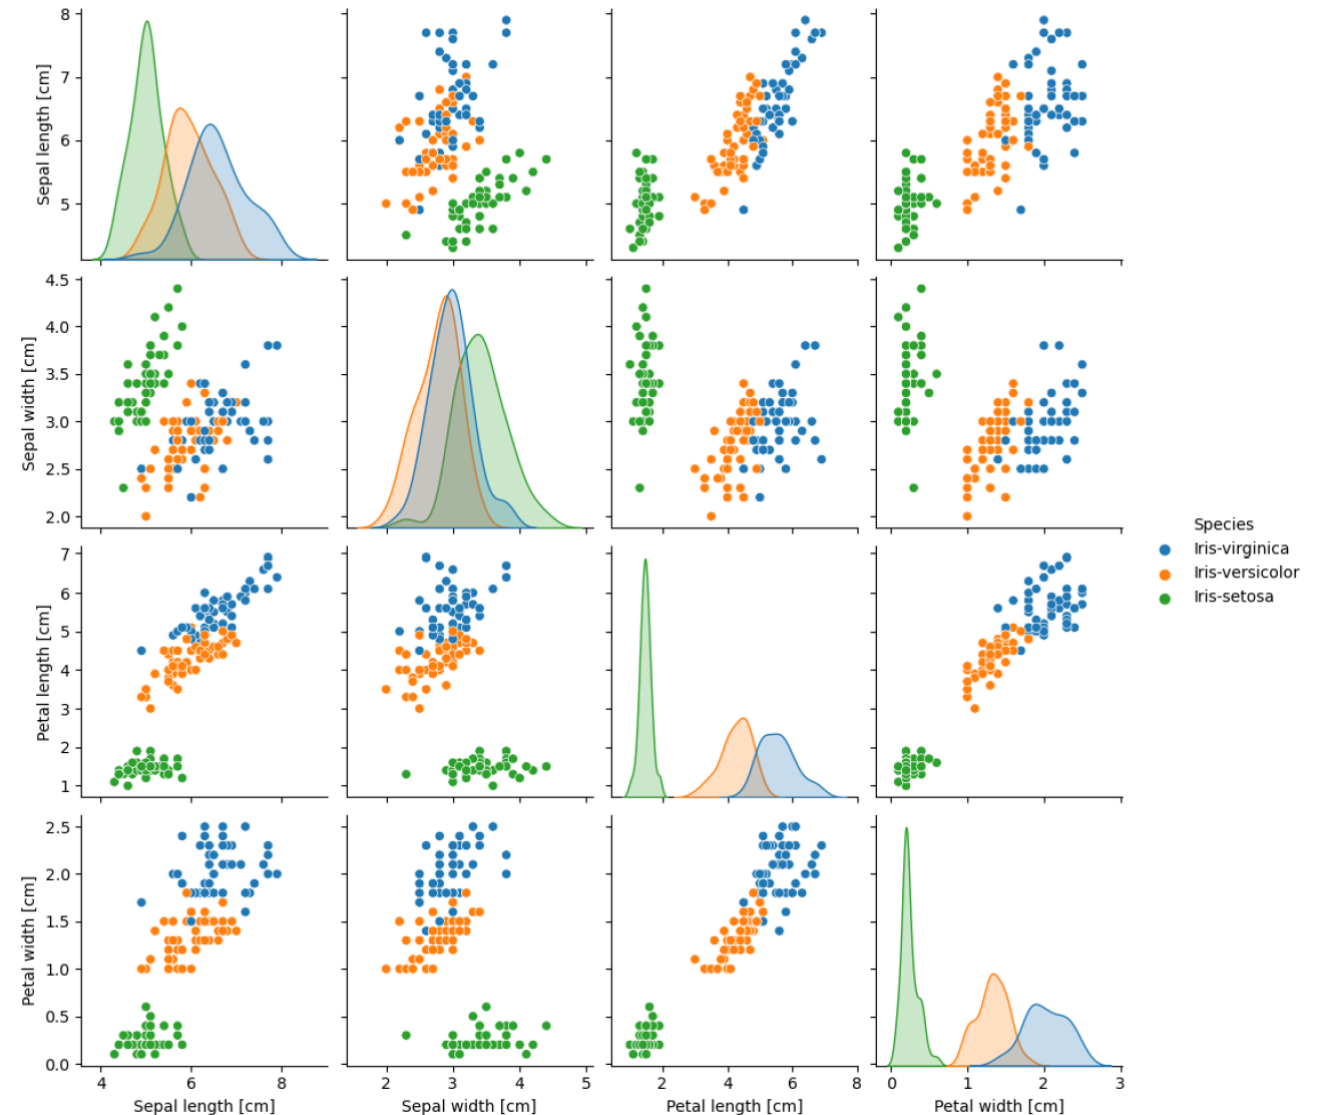 8
7
6
5
Sepal length [cm]
4.5
4.0
3.5
3.0
2.5
2.0
Sepal width [cm]
Species
Iris-virginica
Iris-versicolor
Iris-setosa
7
6
5
4
3
2
1
Petal length [cm]
2.5
2.0
1.5
1.0
0.5
0.0
Petal width [cm]
4 6 8
2 3 4 5
2 4 6 8
0 1 2 3
Sepal length [cm]
Sepal width [cm]
Petal length [cm]
Petal width [cm]